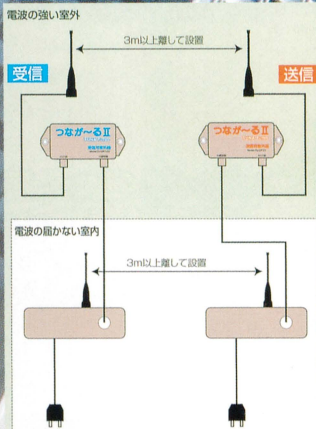 電波の強い室外
3m以上離して設置
受信
送信
つなが〜るⅡ
つなが〜るⅡ
電波の届かない室内
3m以上離して設置